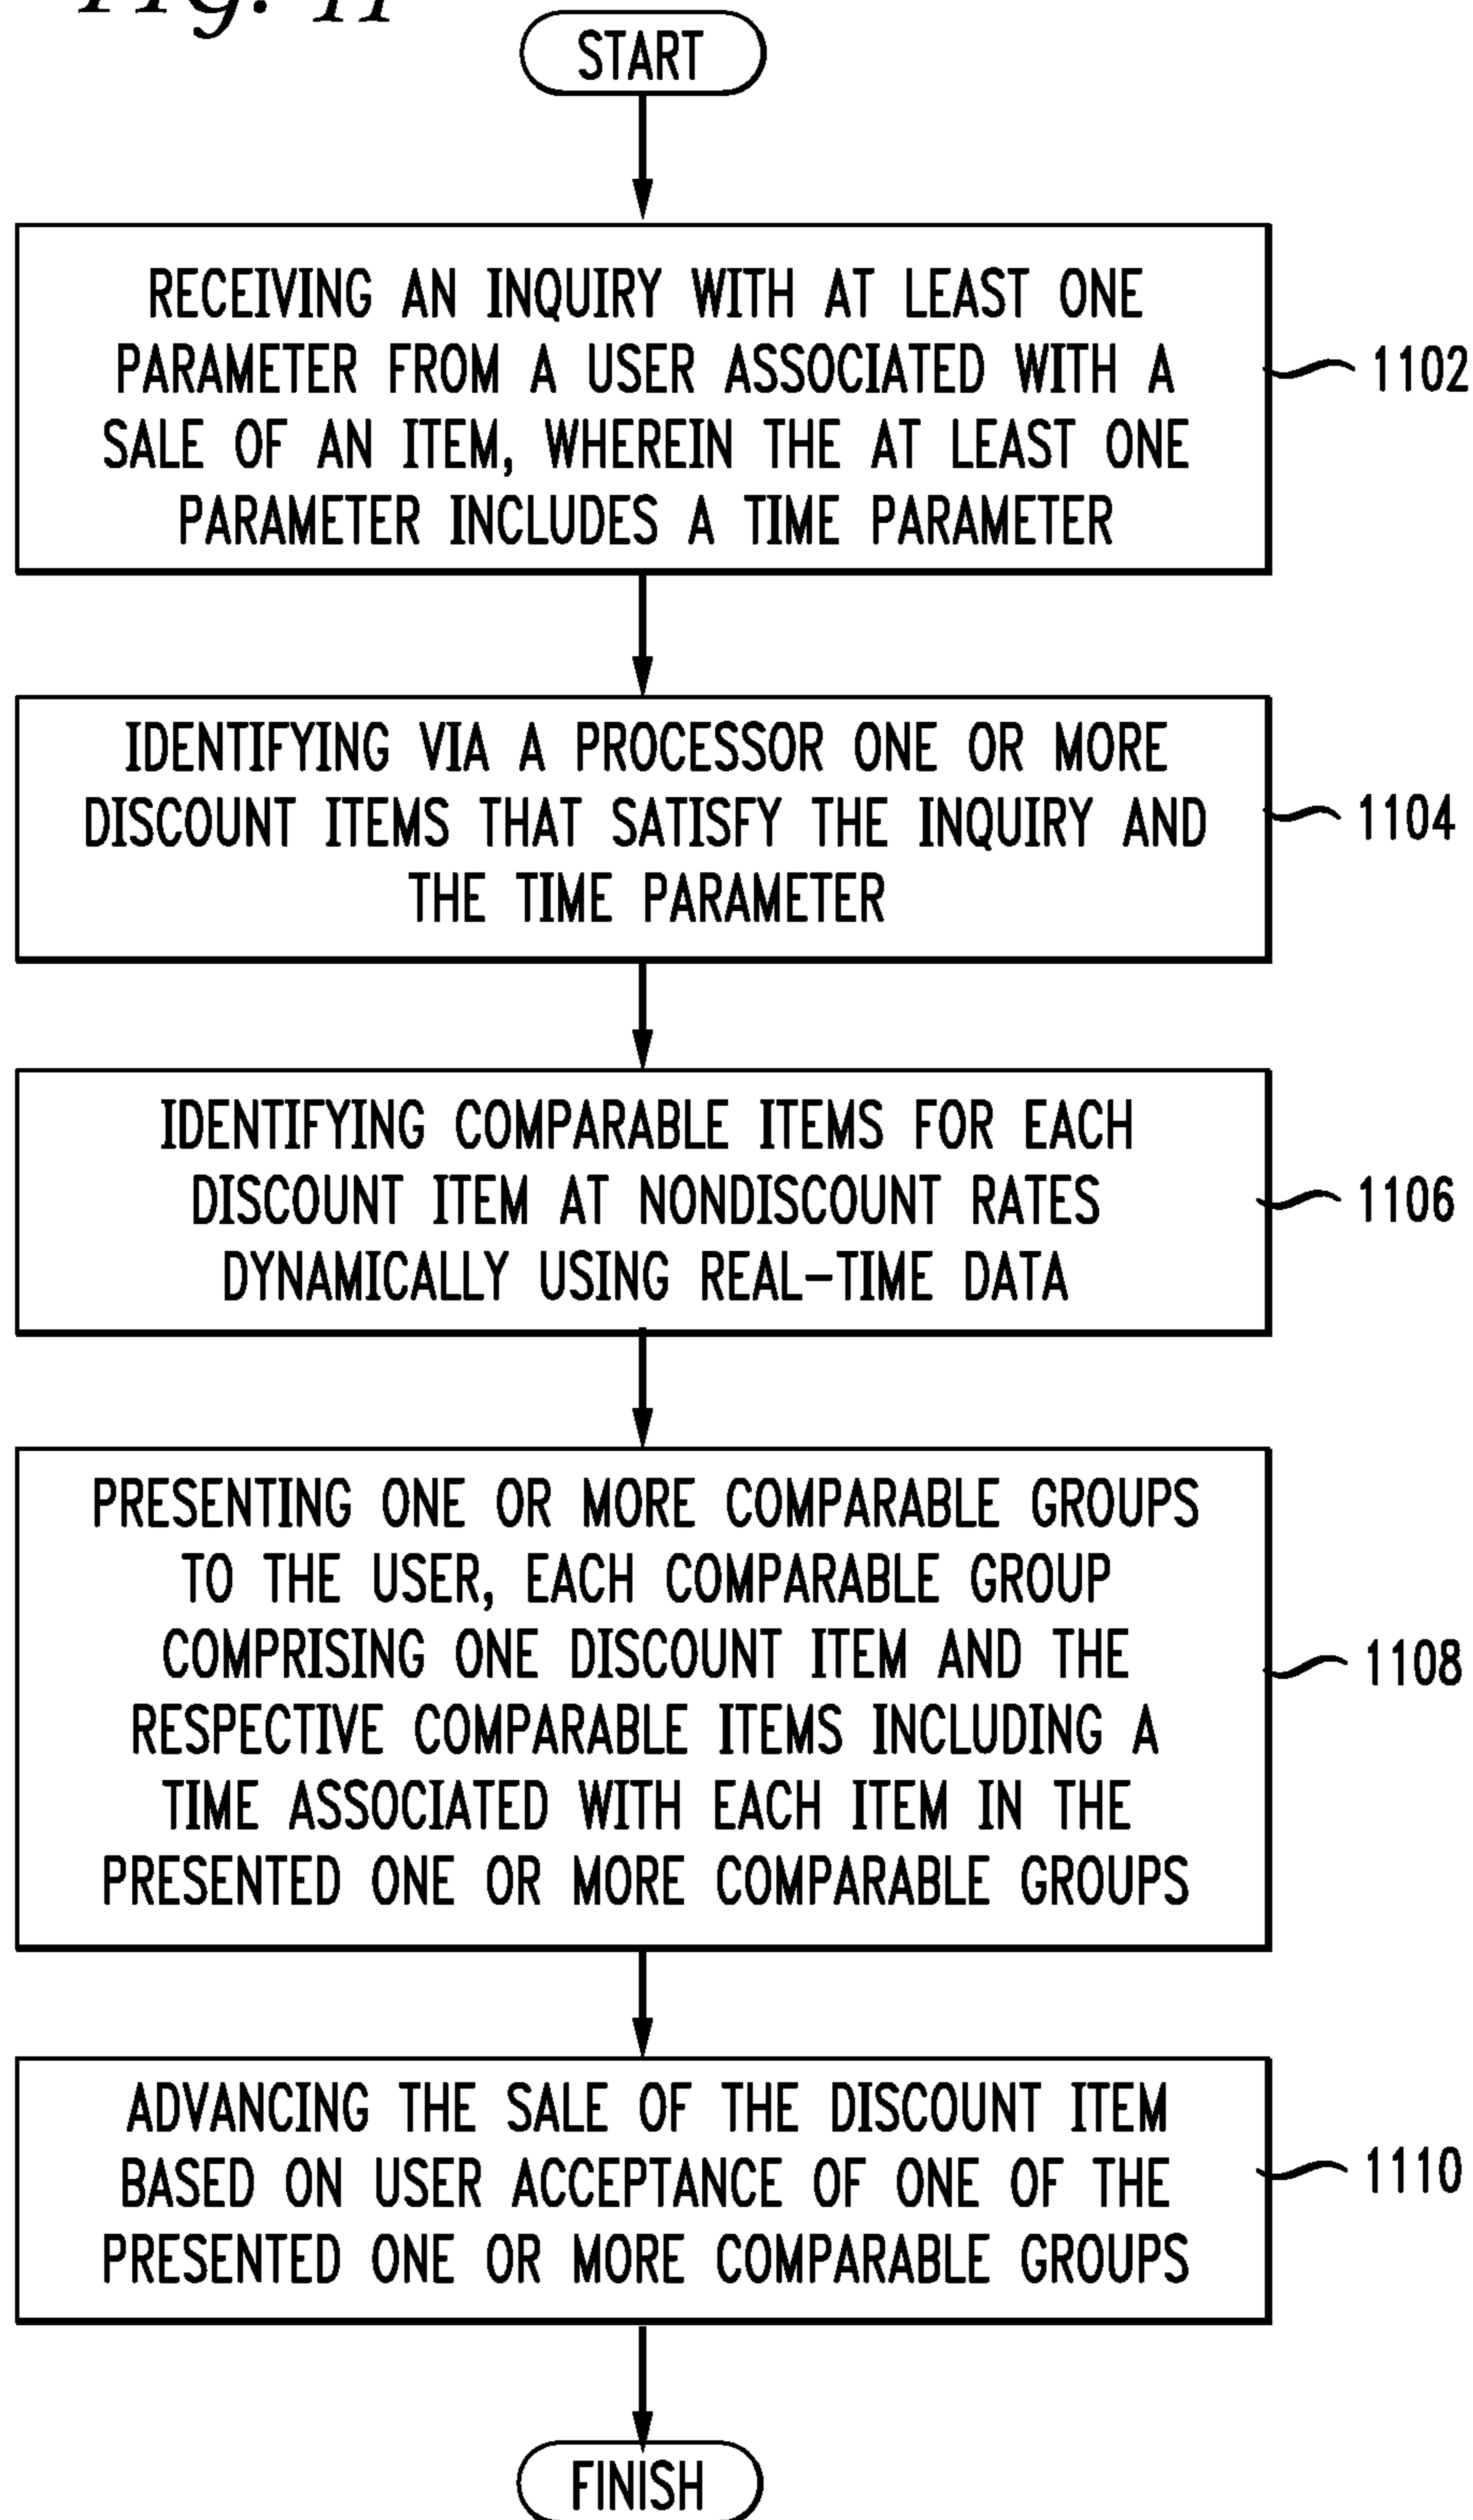 Fig. 11
START
RECEIVING AN INQUIRY WITH AT LEAST ONE
PARAMETER FROM A USER ASSOCIATED WITH A
SALE OF AN ITEM, WHEREIN THE AT LEAST ONE
PARAMETER INCLUDES A TIME PARAMETER
1102
IDENTIFYING VIA A PROCESSOR ONE OR MORE
DISCOUNT ITEMS THAT SATISFY THE INQUIRY AND
THE TIME PARAMETER
1104
IDENTIFYING COMPARABLE ITEMS FOR EACH
DISCOUNT ITEM AT NONDISCOUNT RATES
DYNAMICALLY USING REAL-TIME DATA
1106
PRESENTING ONE OR MORE COMPARABLE GROUPS
TO THE USER, EACH COMPARABLE GROUP
COMPRISING ONE DISCOUNT ITEM AND THE
RESPECTIVE COMPARABLE ITEMS INCLUDING A
TIME ASSOCIATED WITH EACH ITEM IN THE
PRESENTED ONE OR MORE COMPARABLE GROUPS
1108
ADVANCING THE SALE OF THE DISCOUNT ITEM
BASED ON USER ACCEPTANCE OF ONE OF THE
PRESENTED ONE OR MORE COMPARABLE GROUPS
1110
FINISH